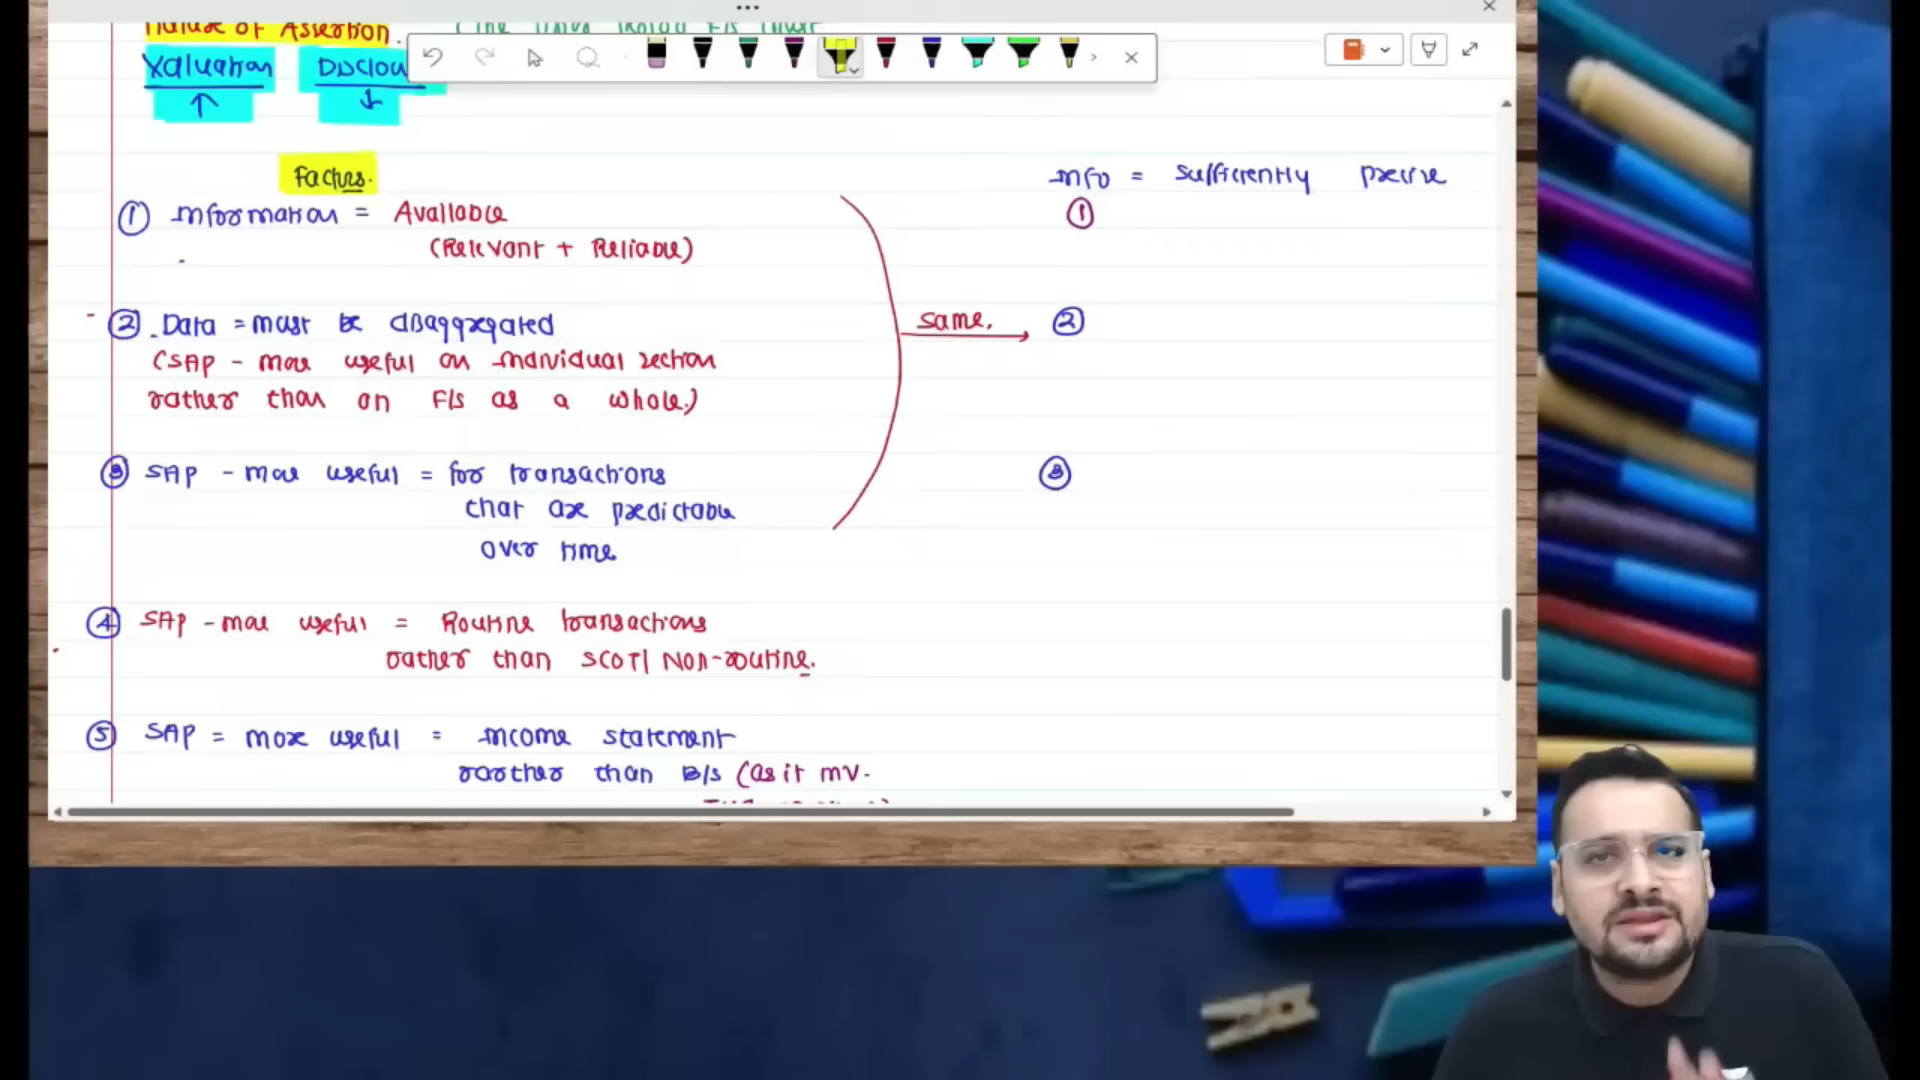 Nature of Assertion.
Valuation
Factors.
Info = Sufficiently precise
① Information = Available
①
(Relevant + Reliable)
② Data = must be disaggregated
same.
②
(SAP - more useful on individual section
rather than on F/s as a whole.)
③ SAP - more useful = for transactions
③
that are predictable
over time
④ SAP - more useful = Routine transactions
rather than SCOT/ Non-routine.
⑤ SAP = more useful = income statement
rather than B/s (as it mv.